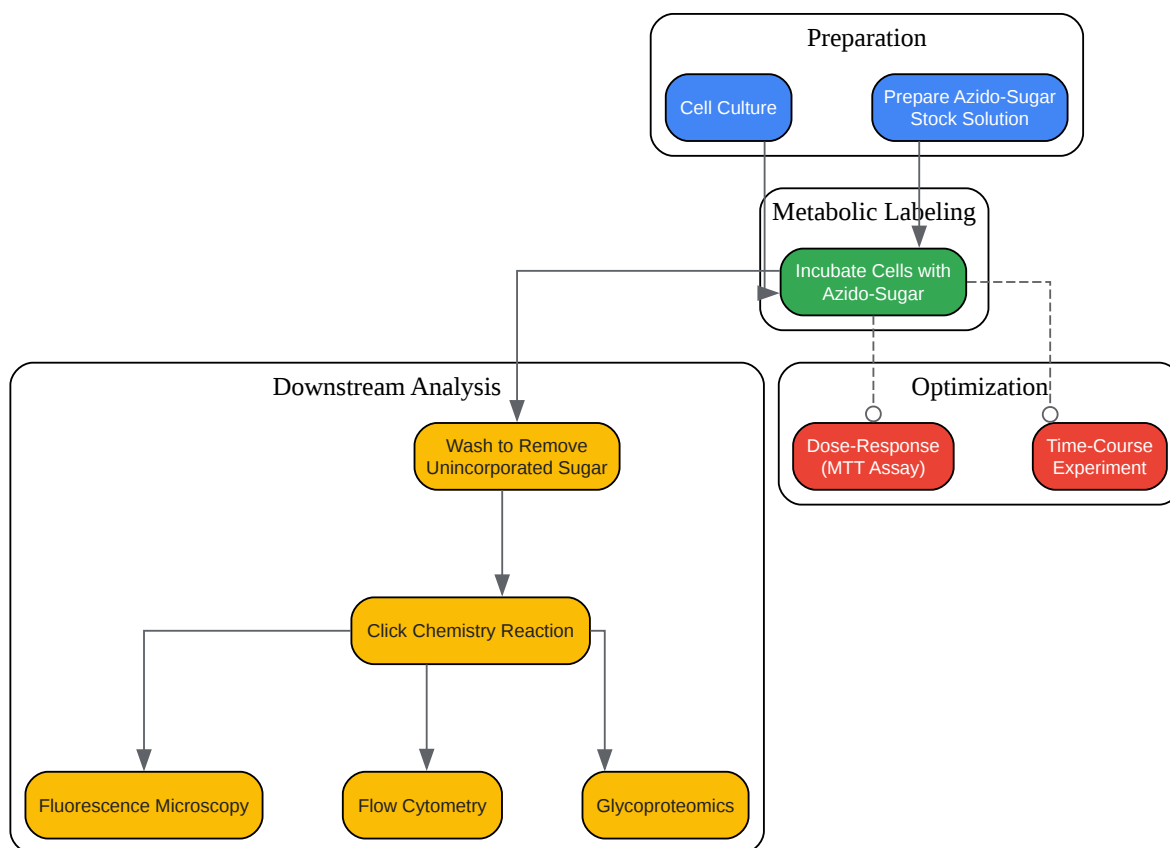 Preparation
Cell Culture
Prepare Azido-Sugar
Stock Solution
Metabolic Labeling
Incubate Cells with
Azido-Sugar
Downstream Analysis
Optimization
Wash to Remove
Unincorporated Sugar
Dose-Response
(MTT Assay)
Time-Course
Experiment
Click Chemistry Reaction
Fluorescence Microscopy
Flow Cytometry
Glycoproteomics